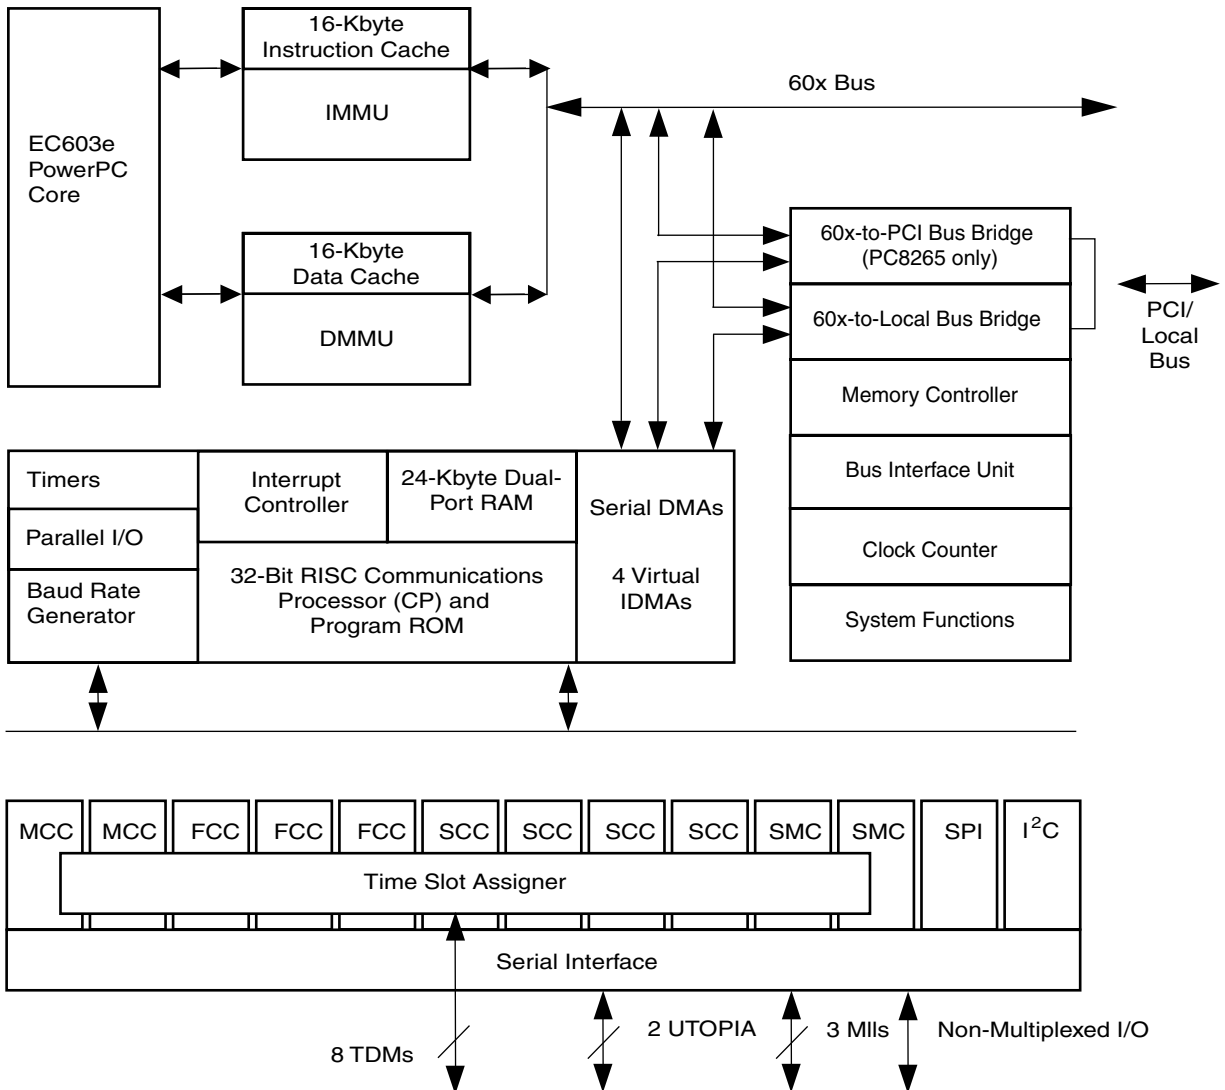 16-Kbyte
Instruction Cache
IMMU
EC603e
PowerPC
Core
16-Kbyte
Data Cache
DMMU
60x Bus
60x-to-PCI Bus Bridge
(PC8265 only)
60x-to-Local Bus Bridge
Memory Controller
Bus Interface Unit
Clock Counter
System Functions
PCI/
Local
Bus
Timers
Parallel I/O
Baud Rate
Generator
Interrupt
Controller
24-Kbyte Dual-
Port RAM
32-Bit RISC Communications
Processor (CP) and
Program ROM
Serial DMAs
4 Virtual
IDMAs
MCC
MCC
FCC
FCC
FCC
SCC
SCC
SCC
SCC
SMC
SMC
SPI
I²C
Time Slot Assigner
Serial Interface
8 TDMs
2 UTOPIA
3 MIIs
Non-Multiplexed I/O